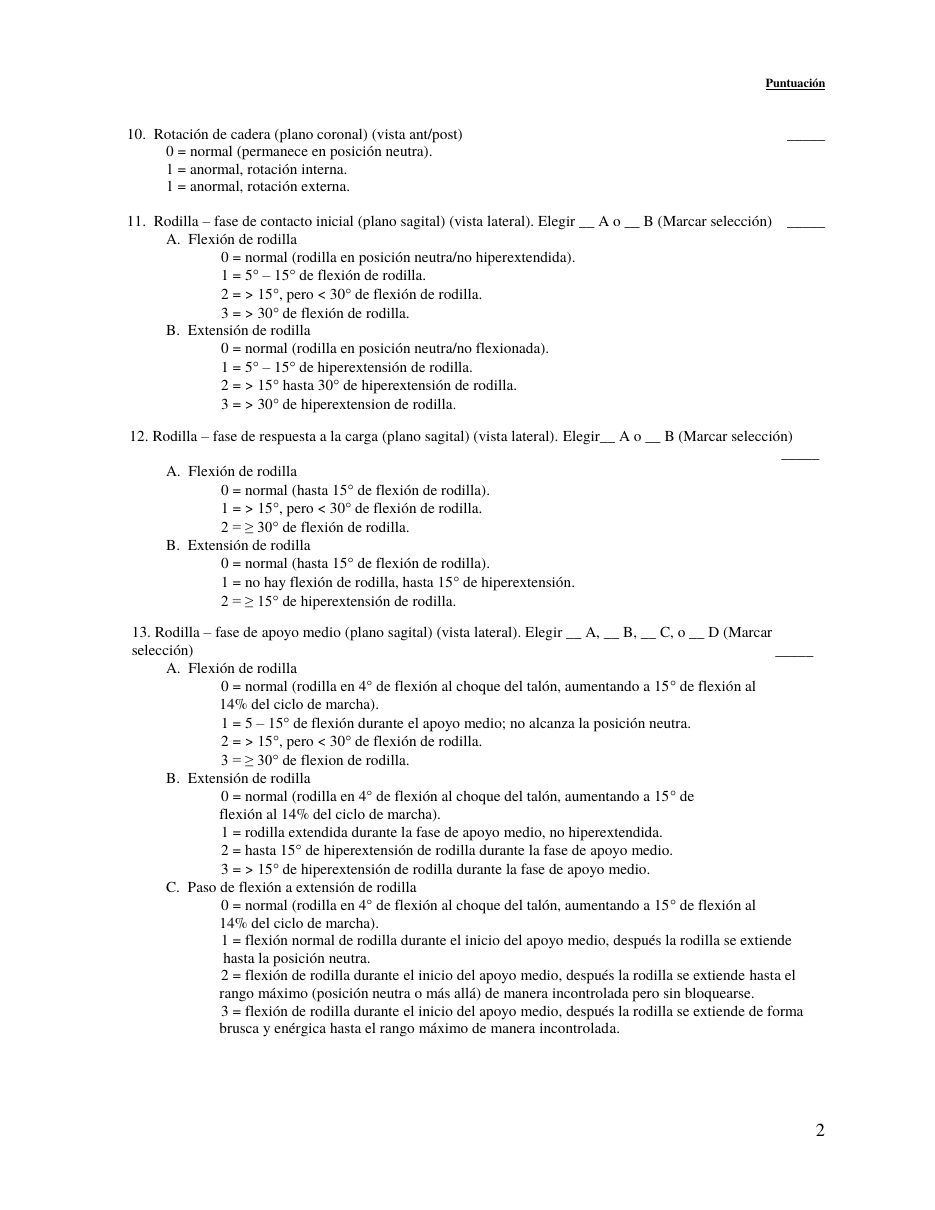 Puntuación
10. Rotación de cadera (plano coronal) (vista ant/post) _____
0 = normal (permanece en posición neutra).
1 = anormal, rotación interna.
1 = anormal, rotación externa.
11. Rodilla – fase de contacto inicial (plano sagital) (vista lateral). Elegir __ A o __ B (Marcar selección) _____
A. Flexión de rodilla
0 = normal (rodilla en posición neutra/no hiperextendida).
1 = 5° – 15° de flexión de rodilla.
2 = > 15°, pero < 30° de flexión de rodilla.
3 = > 30° de flexión de rodilla.
B. Extensión de rodilla
0 = normal (rodilla en posición neutra/no flexionada).
1 = 5° – 15° de hiperextensión de rodilla.
2 = > 15° hasta 30° de hiperextensión de rodilla.
3 = > 30° de hiperextension de rodilla.
12. Rodilla – fase de respuesta a la carga (plano sagital) (vista lateral). Elegir__ A o __ B (Marcar selección)
_____
A. Flexión de rodilla
0 = normal (hasta 15° de flexión de rodilla).
1 = > 15°, pero < 30° de flexión de rodilla.
2 = ≥ 30° de flexión de rodilla.
B. Extensión de rodilla
0 = normal (hasta 15° de flexión de rodilla).
1 = no hay flexión de rodilla, hasta 15° de hiperextensión.
2 = ≥ 15° de hiperextensión de rodilla.
13. Rodilla – fase de apoyo medio (plano sagital) (vista lateral). Elegir __ A, __ B, __ C, o __ D (Marcar
selección) _____
A. Flexión de rodilla
0 = normal (rodilla en 4° de flexión al choque del talón, aumentando a 15° de flexión al
14% del ciclo de marcha).
1 = 5 – 15° de flexión durante el apoyo medio; no alcanza la posición neutra.
2 = > 15°, pero < 30° de flexión de rodilla.
3 = ≥ 30° de flexion de rodilla.
B. Extensión de rodilla
0 = normal (rodilla en 4° de flexión al choque del talón, aumentando a 15° de
flexión al 14% del ciclo de marcha).
1 = rodilla extendida durante la fase de apoyo medio, no hiperextendida.
2 = hasta 15° de hiperextensión de rodilla durante la fase de apoyo medio.
3 = > 15° de hiperextensión de rodilla durante la fase de apoyo medio.
C. Paso de flexión a extensión de rodilla
0 = normal (rodilla en 4° de flexión al choque del talón, aumentando a 15° de flexión al
14% del ciclo de marcha).
1 = flexión normal de rodilla durante el inicio del apoyo medio, después la rodilla se extiende
hasta la posición neutra.
2 = flexión de rodilla durante el inicio del apoyo medio, después la rodilla se extiende hasta el
rango máximo (posición neutra o más allá) de manera incontrolada pero sin bloquearse.
3 = flexión de rodilla durante el inicio del apoyo medio, después la rodilla se extiende de forma
brusca y enérgica hasta el rango máximo de manera incontrolada.
2